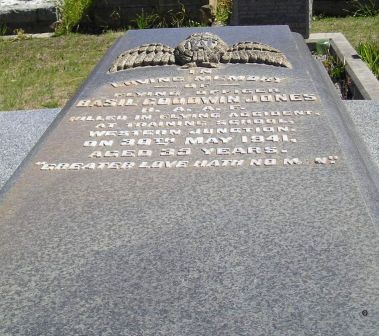 IN
LOVING MEMORY
OF
FLYING OFFICER
BASIL GOODWIN JONES
R.A.A.F.
KILLED IN FLYING ACCIDENT,
AT TRAINING SCHOOL,
WESTERN JUNCTION,
ON 30TH MAY 1941.
AGED 33 YEARS.
"GREATER LOVE HATH NO M N"